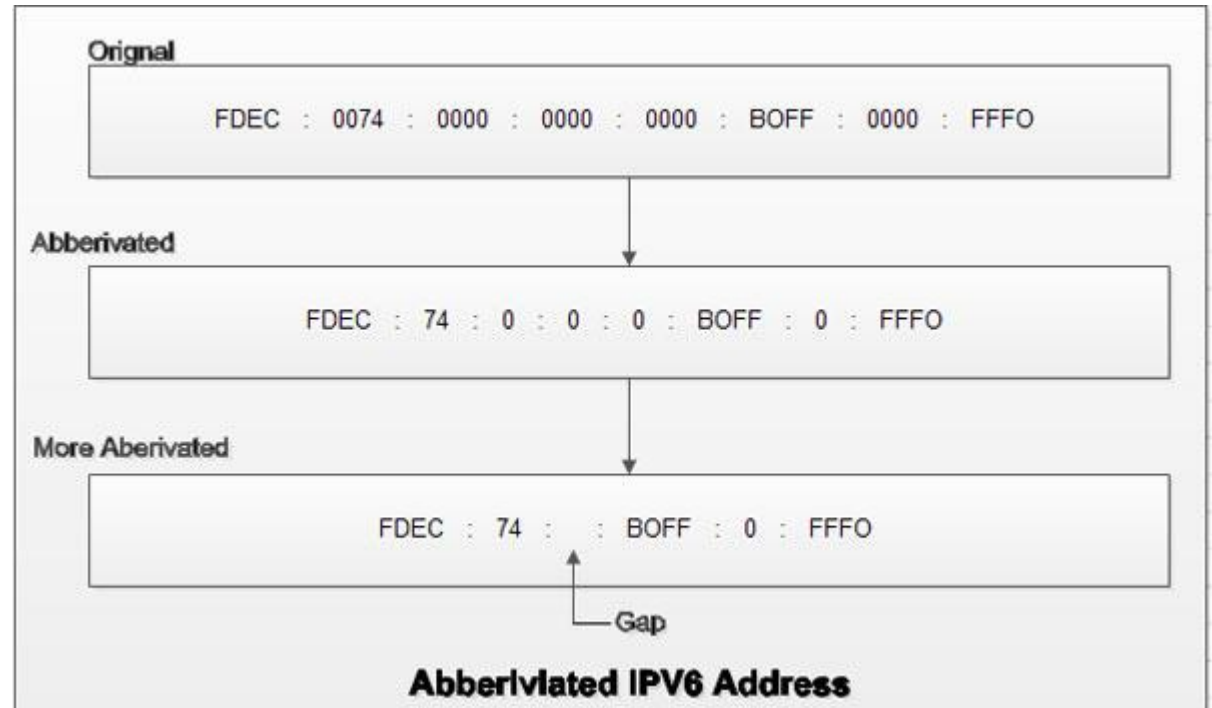 Orignal
FDEC : 0074 : 0000 : 0000 : 0000 : BOFF : 0000 : FFFO
Abberivated
FDEC : 74 : 0 : 0 : 0 : BOFF : 0 : FFFO
More Aberivated
FDEC : 74 : : BOFF : 0 : FFFO
Gap
Abberiviated IPV6 Address